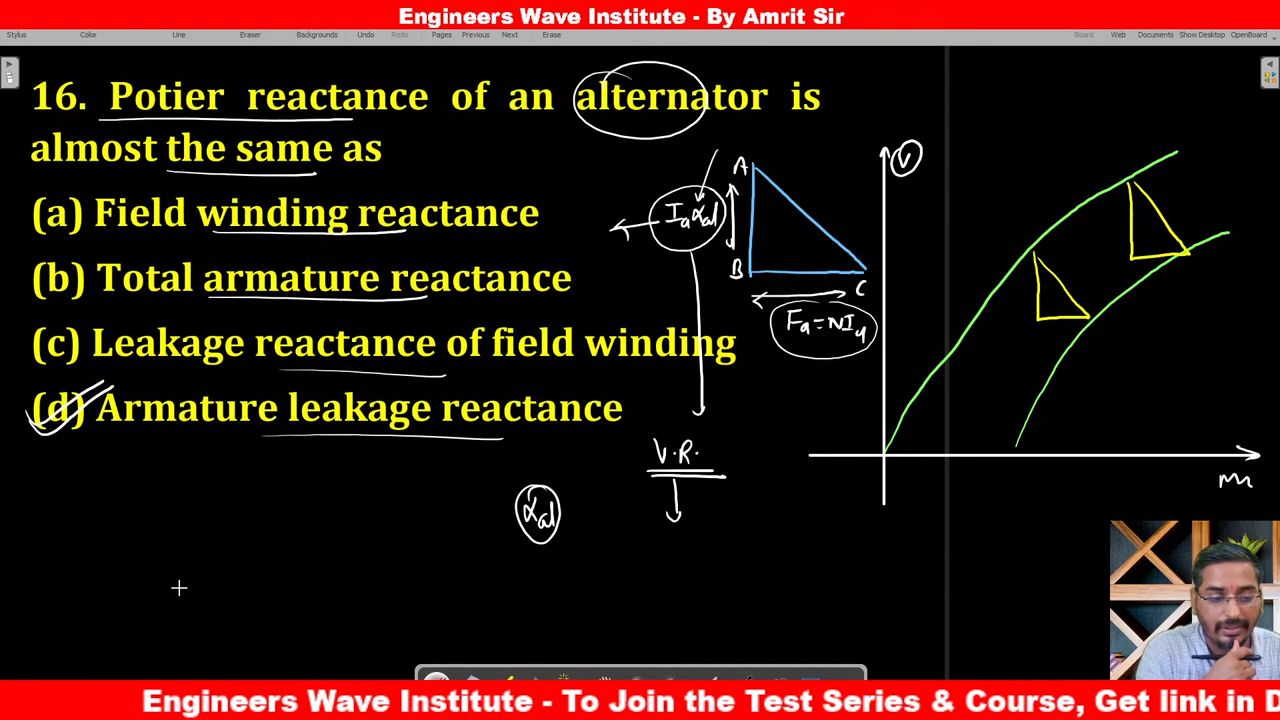 Engineers Wave Institute - By Amrit Sir
Stylus Color Line Eraser Backgrounds Undo Redo Pages Previous Next Erase Board Web Documents Show Desktop OpenBoard
16. Potier reactance of an alternator is
almost the same as
(a) Field winding reactance
(b) Total armature reactance
(c) Leakage reactance of field winding
(d) Armature leakage reactance
A
B
C
V
V.R.
Engineers Wave Institute - To Join the Test Series & Course, Get link in D